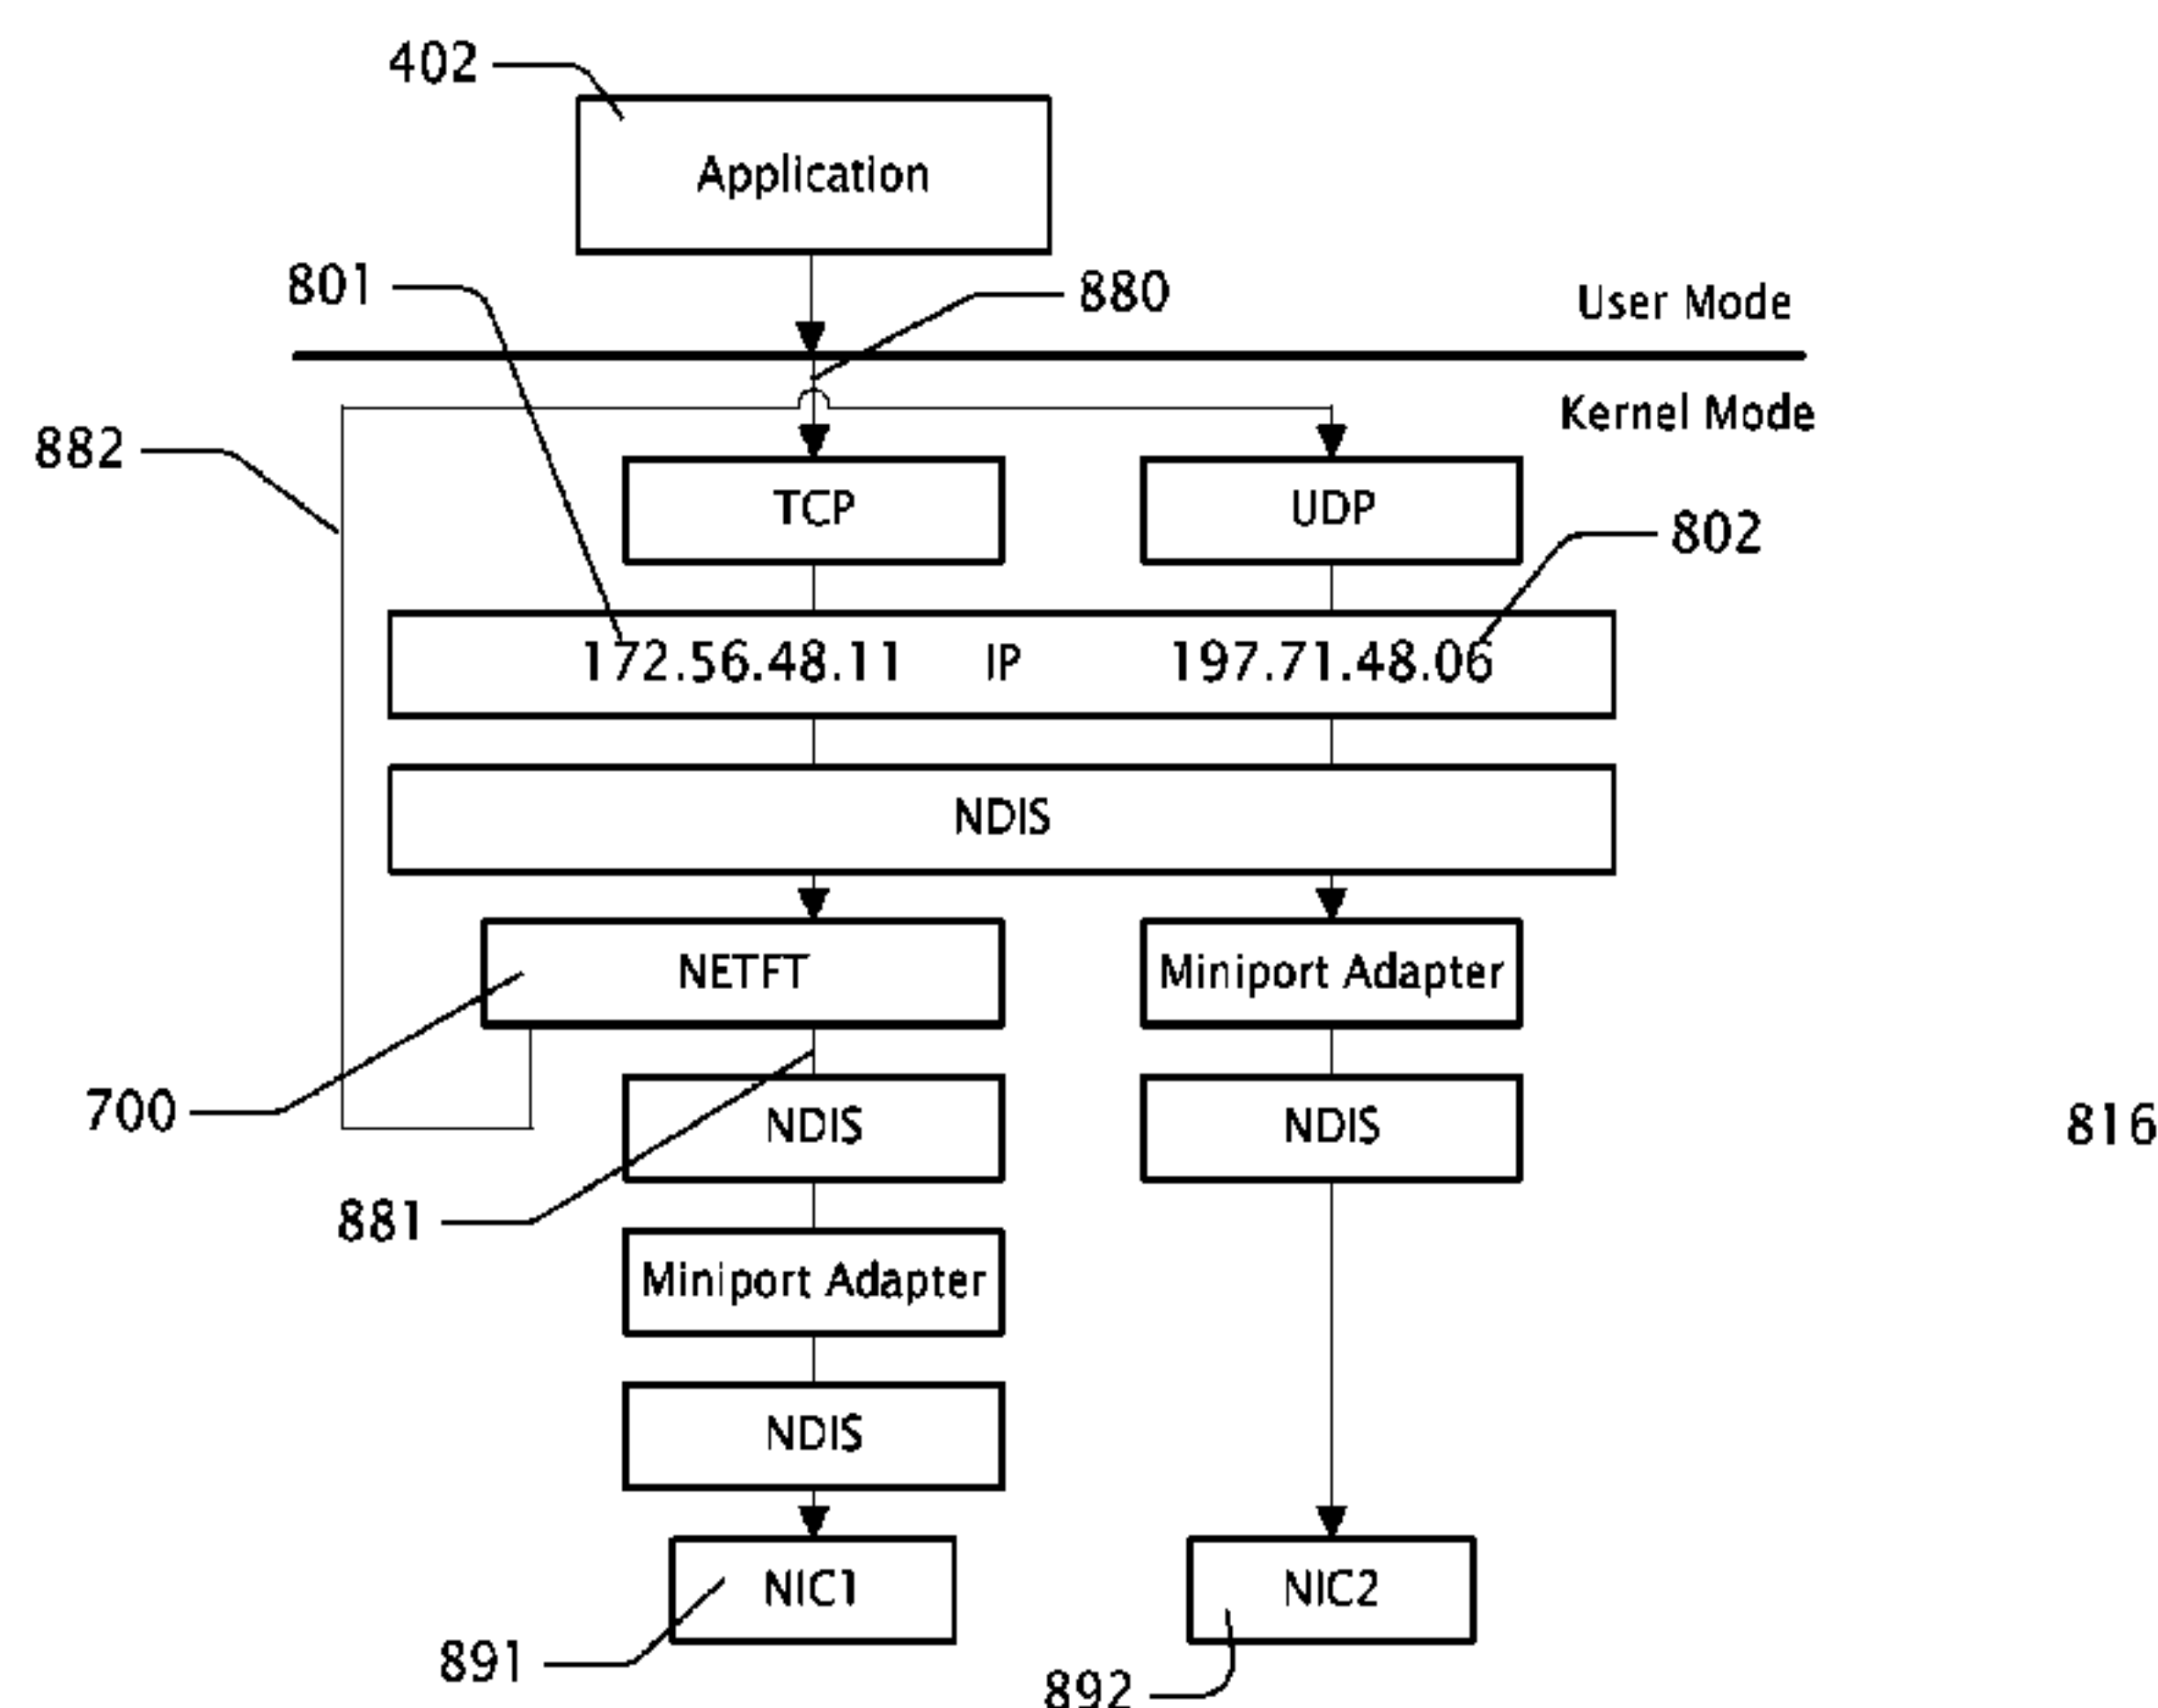 402
Application
801
880
User Mode
Kernel Mode
882
TCP
UDP
802
172.56.48.11 IP 197.71.48.06
NDIS
NETFT
Miniport Adapter
700
NDIS
NDIS
816
881
Miniport Adapter
NDIS
NIC1
NIC2
891
892